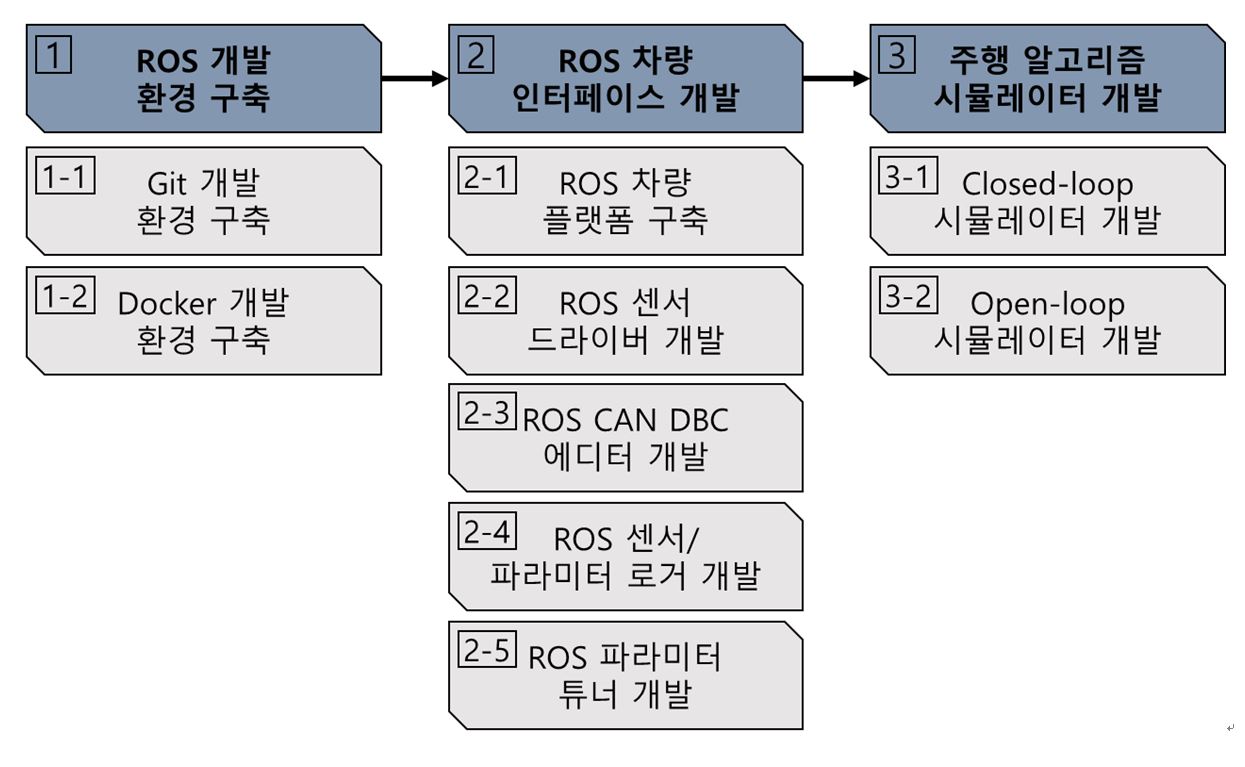 1
ROS 개발
환경 구축
1-1
Git 개발
환경 구축
1-2
Docker 개발
환경 구축
2
ROS 차량
인터페이스 개발
2-1
ROS 차량
플랫폼 구축
2-2
ROS 센서
드라이버 개발
2-3
ROS CAN DBC
에디터 개발
2-4
ROS 센서/
파라미터 로거 개발
2-5
ROS 파라미터
튜너 개발
3
주행 알고리즘
시뮬레이터 개발
3-1
Closed-loop
시뮬레이터 개발
3-2
Open-loop
시뮬레이터 개발